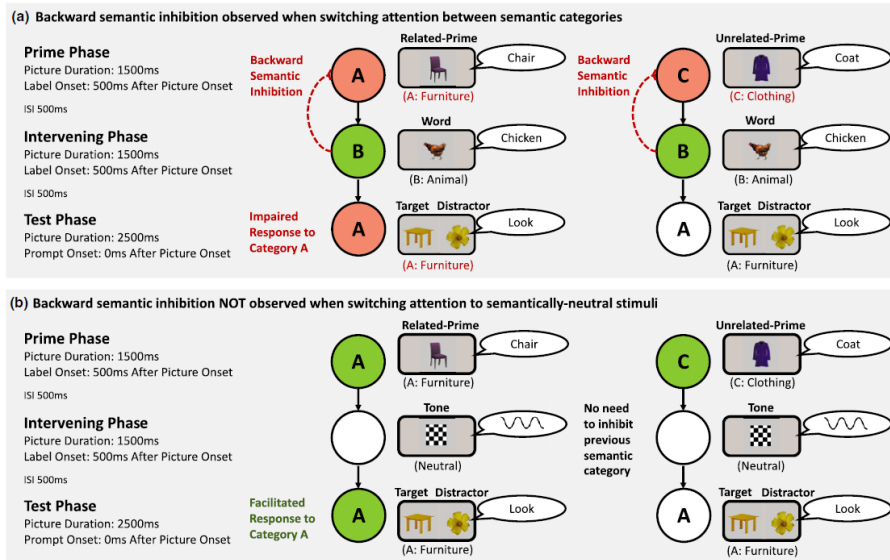 (a) Backward semantic inhibition observed when switching attention between semantic categories
Prime Phase
Picture Duration: 1500ms
Label Onset: 500ms After Picture Onset
ISI 500ms
Intervening Phase
Picture Duration: 1500ms
Label Onset: 500ms After Picture Onset
ISI 500ms
Test Phase
Picture Duration: 2500ms
Prompt Onset: 0ms After Picture Onset
Backward
Semantic
Inhibition
Impaired
Response to
Category A
A
B
A
Related-Prime
Chair
(A: Furniture)
Word
Chicken
(B: Animal)
Target Distractor
Look
(A: Furniture)
Backward
Semantic
Inhibition
C
B
A
Unrelated-Prime
Coat
(C: Clothing)
Word
Chicken
(B: Animal)
Target Distractor
Look
(A: Furniture)
(b) Backward semantic inhibition NOT observed when switching attention to semantically-neutral stimuli
Prime Phase
Picture Duration: 1500ms
Label Onset: 500ms After Picture Onset
ISI 500ms
Intervening Phase
Picture Duration: 1500ms
Label Onset: 500ms After Picture Onset
ISI 500ms
Test Phase
Picture Duration: 2500ms
Prompt Onset: 0ms After Picture Onset
Facilitated
Response to
Category A
A
A
Related-Prime
Chair
(A: Furniture)
Tone
(Neutral)
Target Distractor
Look
(A: Furniture)
No need
to inhibit
previous
semantic
category
C
A
Unrelated-Prime
Coat
(C: Clothing)
Tone
(Neutral)
Target Distractor
Look
(A: Furniture)